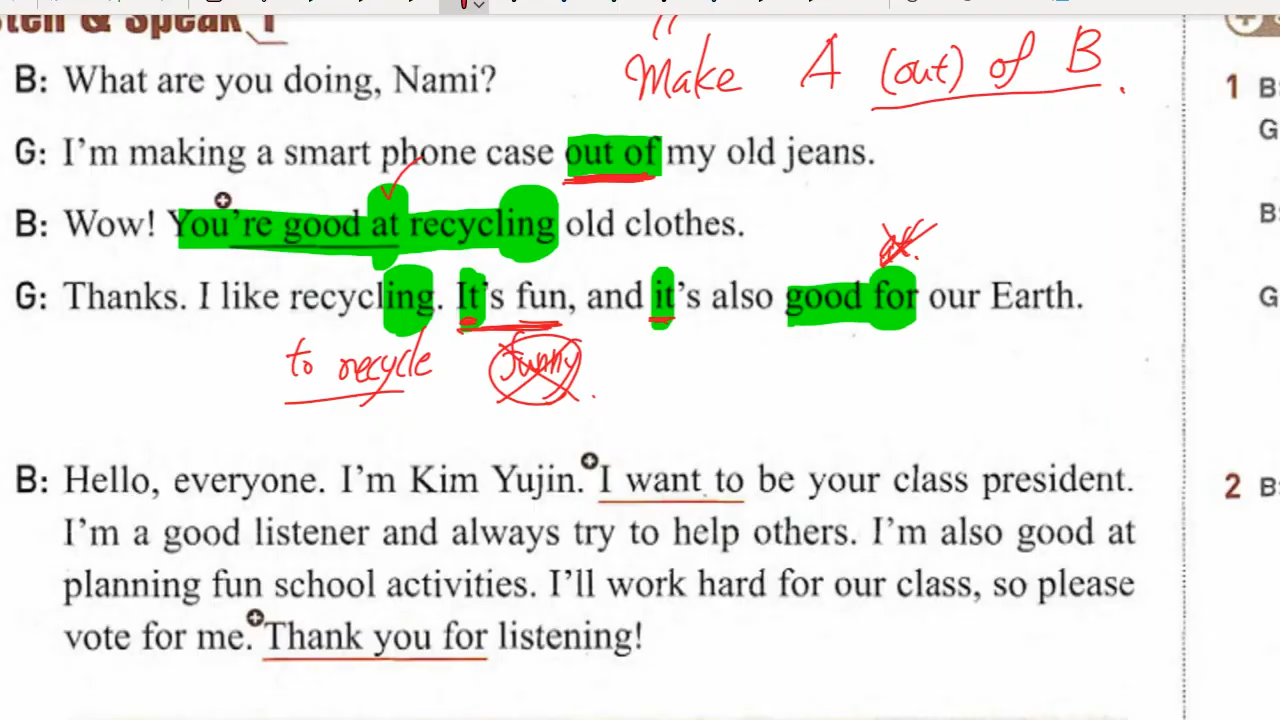 Listen & Speak 1
Make A (out) of B.
B: What are you doing, Nami?
G: I'm making a smart phone case out of my old jeans.
B: Wow! You're good at recycling old clothes.
G: Thanks. I like recycling. It's fun, and it's also good for our Earth.
to recycle funny.
B: Hello, everyone. I'm Kim Yujin. I want to be your class president.
I'm a good listener and always try to help others. I'm also good at
planning fun school activities. I'll work hard for our class, so please
vote for me. Thank you for listening!
1 B:
G
B:
G
2 B: